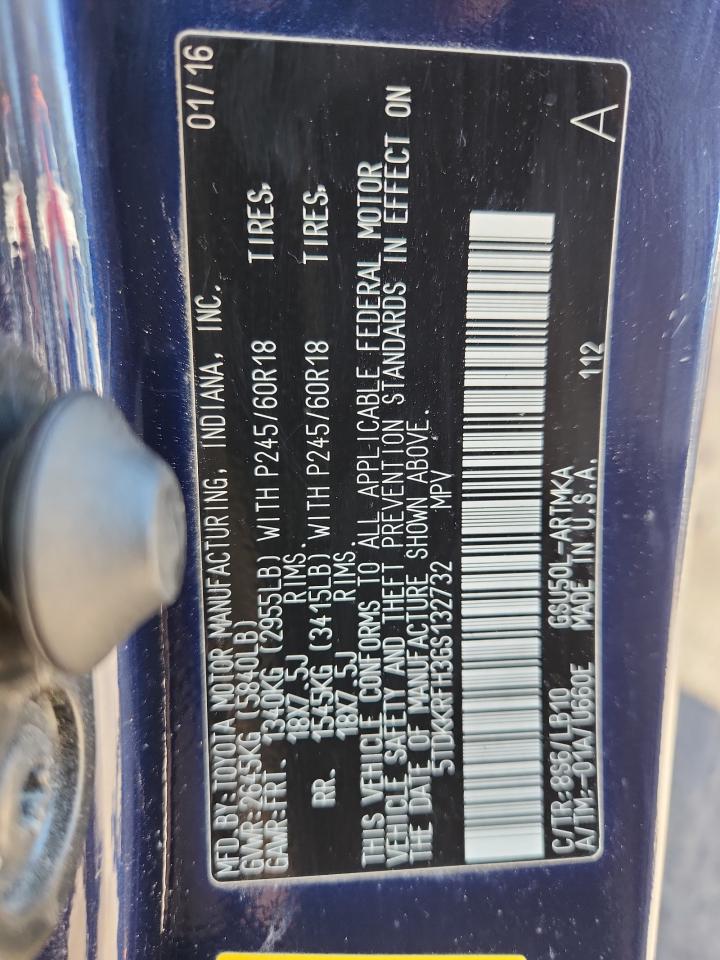 MFD.BY:TOYOTA MOTOR MANUFACTURING, INDIANA, INC. 01/16
GVWR:2645KG (5840LB)
GAWR:FRT. 1340KG (2955LB) WITH P245/60R18 TIRES,
18X7.5J RIMS.
RR. 1545KG (3415LB) WITH P245/60R18 TIRES,
18X7.5J RIMS.
THIS VEHICLE CONFORMS TO ALL APPLICABLE FEDERAL MOTOR
VEHICLE SAFETY AND THEFT PREVENTION STANDARDS IN EFFECT ON
THE DATE OF MANUFACTURE SHOWN ABOVE.
5TDKKRFH3GS132732 MPV
C/TR:8S6/LB10 GSU50L-ARTMKA 112 A
A/TM:-01A/U660E MADE IN U.S.A.